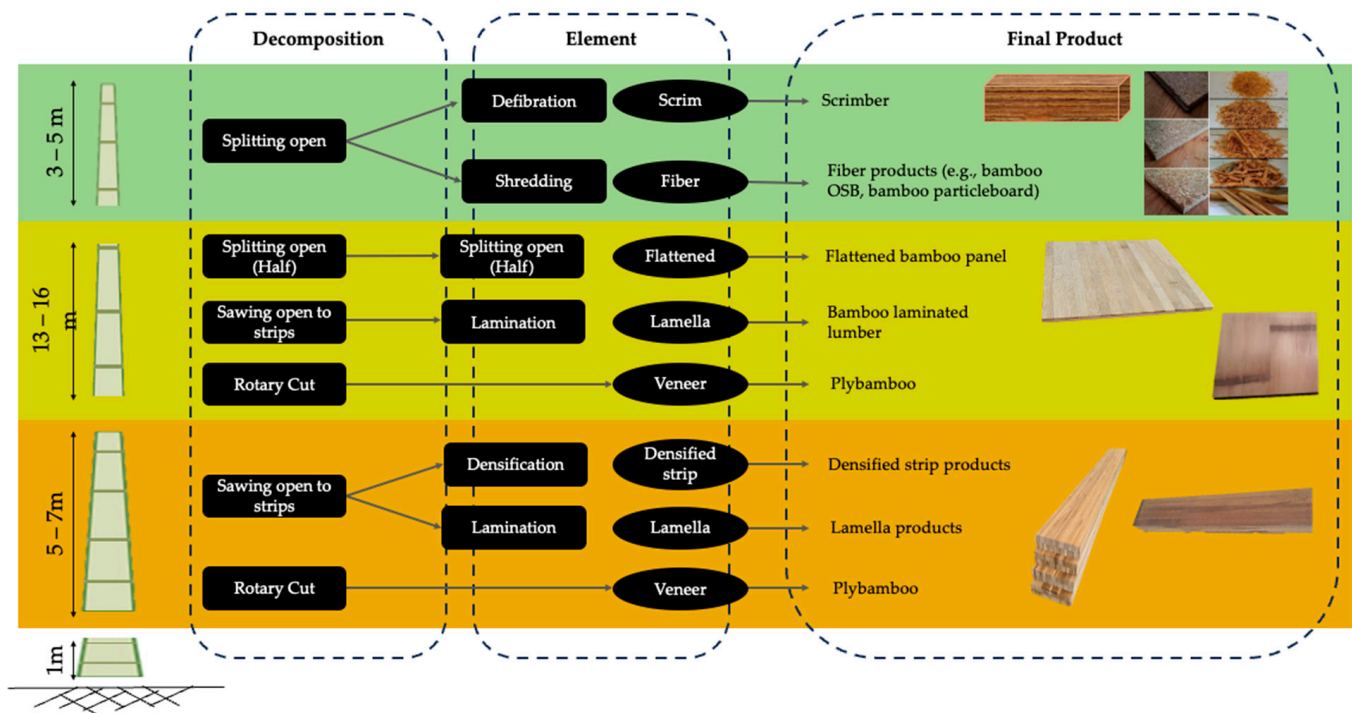 Decomposition
Element
Final Product
3 – 5 m
Splitting open
Defibration
Scrim
Scrimber
Shredding
Fiber
Fiber products (e.g., bamboo
OSB, bamboo particleboard)
13 – 16
m
Splitting open
(Half)
Splitting open
(Half)
Flattened
Flattened bamboo panel
Sawing open to
strips
Lamination
Lamella
Bamboo laminated
lumber
Rotary Cut
Veneer
Plybamboo
5 – 7m
Sawing open to
strips
Densification
Densified
strip
Densified strip products
Lamination
Lamella
Lamella products
Rotary Cut
Veneer
Plybamboo
1m